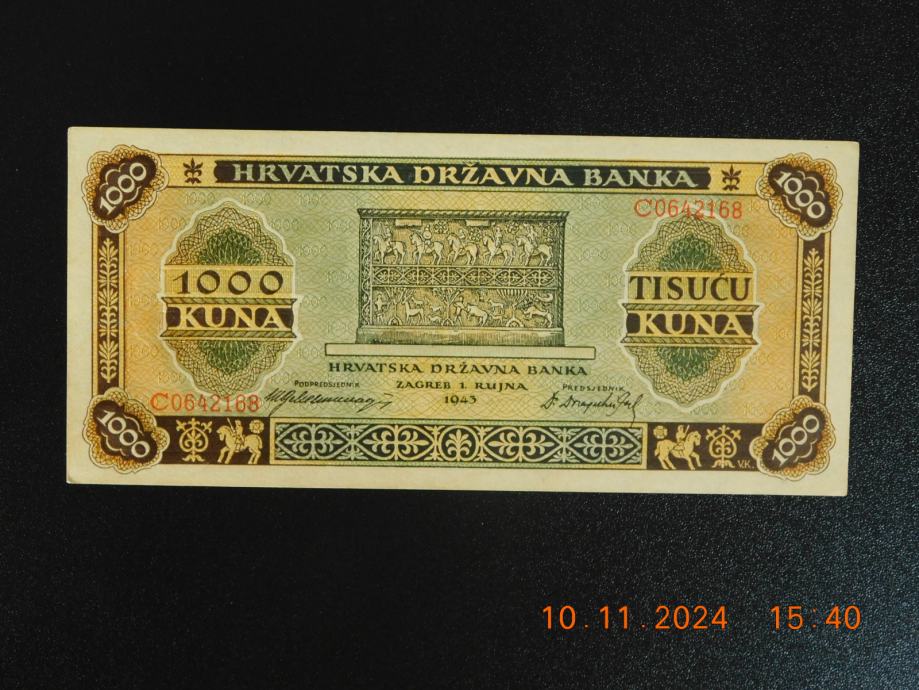 1000
HRVATSKA DRŽAVNA BANKA
1000
C0642168
1000
KUNA
TISUĆU
KUNA
HRVATSKA DRŽAVNA BANKA
ZAGREB 1. RUJNA
1943
PODPREDSJEDNIK
PREDSJEDNIK
C0642168
1000
1000
V.K.
10.11.2024 15:40